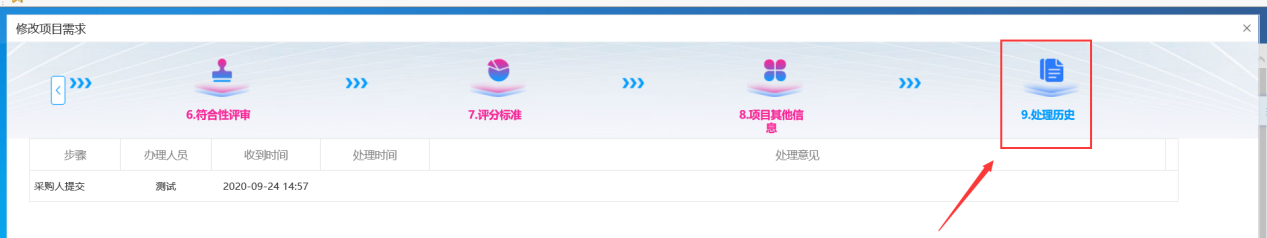 修改项目需求
6.符合性评审
7.评分标准
8.项目其他信
息
9.处理历史
步骤 办理人员 收到时间 处理时间 处理意见
采购人提交 测试 2020-09-24 14:57